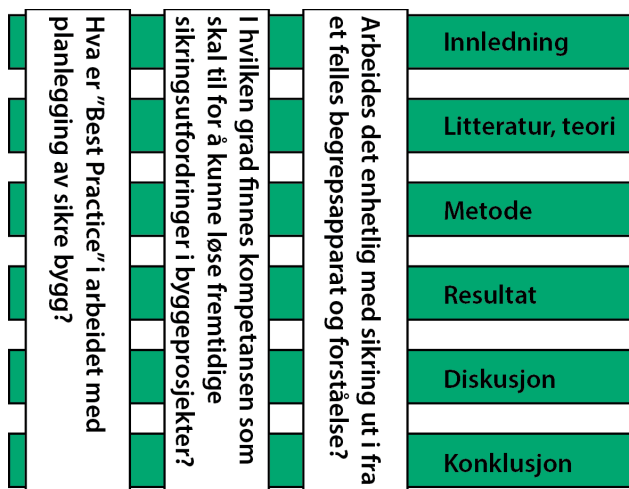 Hva er ”Best Practice” i arbeidet med
planlegging av sikre bygg?
I hvilken grad finnes kompetansen som
skal til for å kunne løse fremtidige
sikringsutfordringer i byggeprosjekter?
Arbeides det enhetlig med sikring ut i fra
et felles begrepsapparat og forståelse?
Innledning
Litteratur, teori
Metode
Resultat
Diskusjon
Konklusjon